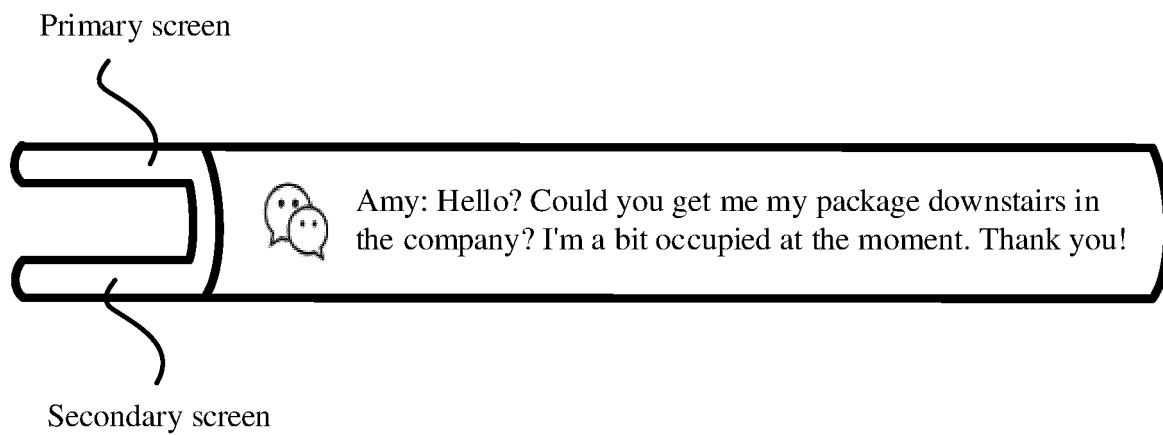 Primary screen
Amy: Hello? Could you get me my package downstairs in
the company? I'm a bit occupied at the moment. Thank you!
Secondary screen